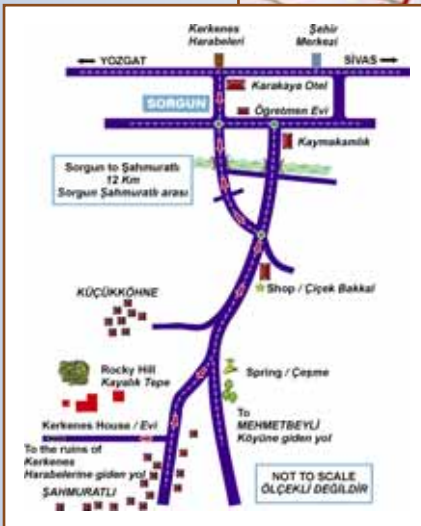 Kerkenes
Harabeleri
Şehir
Merkezi
YOZGAT
SİVAS
Karakaya Otel
SORGUN
Öğretmen Evi
Kaymakamlık
Sorgun to Şahmuratlı
12 Km
Sorgun Şahmuratlı arası
Shop / Çiçek Bakkal
KÜÇÜKKÖHNE
Rocky Hill
Kayalık Tepe
Spring / Çeşme
Kerkenes House / Evi
To
MEHMETBEYLİ
Köyüne giden yol
To the ruins of
Kerkenes
Harabelerine giden yol
ŞAHMURATLI
NOT TO SCALE
ÖLÇEKLİ DEĞİLDİR